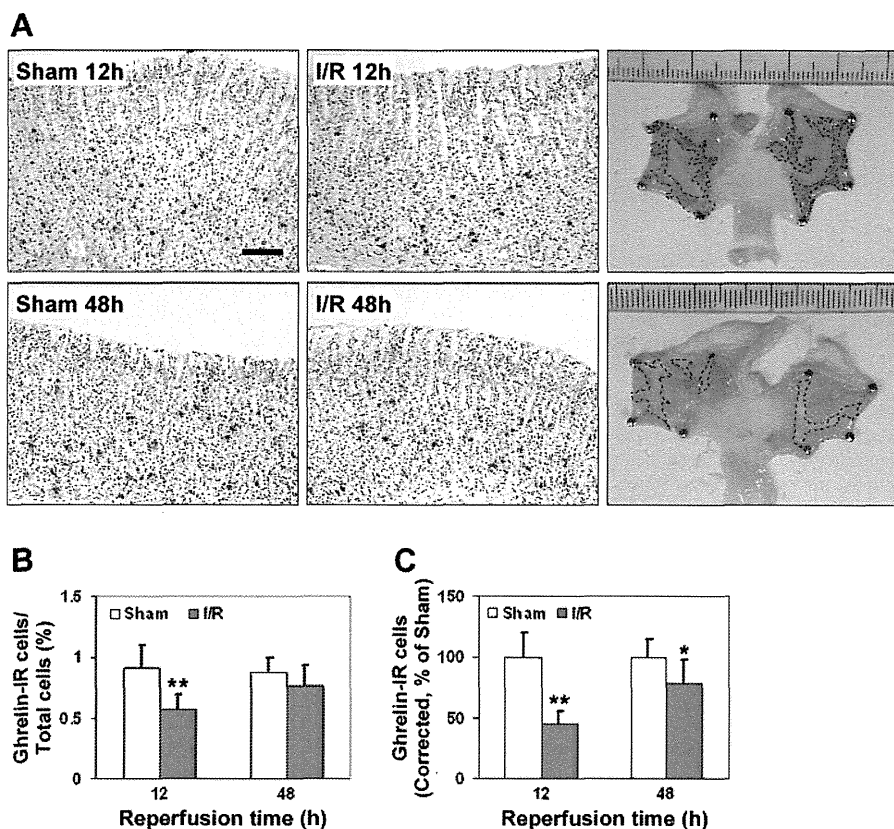 A
Sham 12h
I/R 12h
Sham 48h
I/R 48h
B
Ghrelin-IR cells/
Total cells (%)
1.5
1
0.5
0
Sham
I/R
**
12
48
Reperfusion time (h)
C
Ghrelin-IR cells
(Corrected, % of Sham)
150
100
50
0
Sham
I/R
**
*
12
48
Reperfusion time (h)